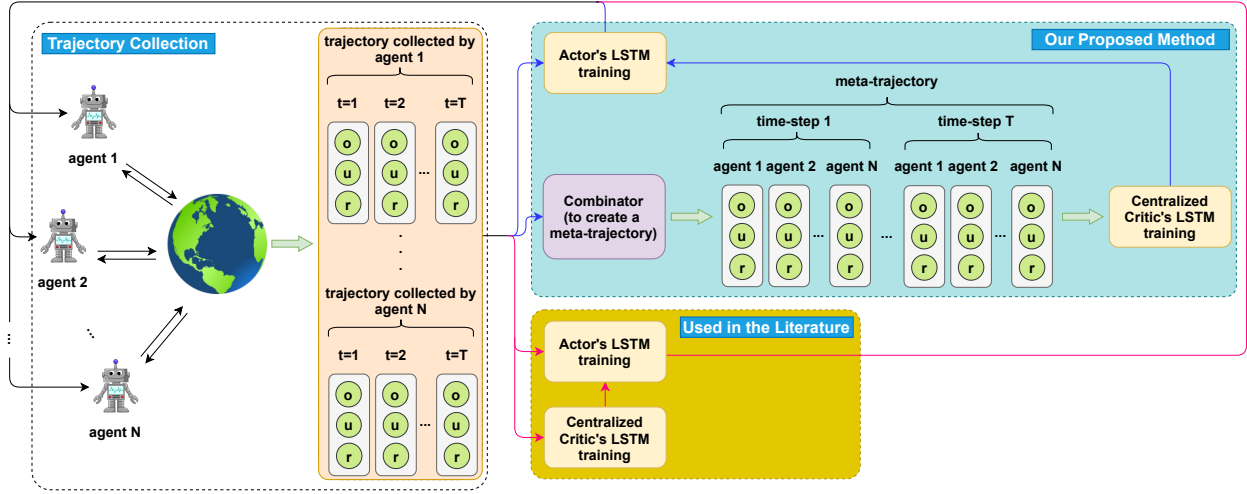 Trajectory Collection
agent 1
agent 2
...
...
agent N
trajectory collected by
agent 1
t=1 t=2 t=T
o o o
u u ... u
r r r
.
.
.
trajectory collected by
agent N
t=1 t=2 t=T
o o o
u u ... u
r r r
Our Proposed Method
Actor's LSTM
training
Combinator
(to create a
meta-trajectory)
meta-trajectory
time-step 1 time-step T
agent 1 agent 2 agent N agent 1 agent 2 agent N
o o o o o o
u u ... u ... u u ... u
r r r r r r
Centralized
Critic's LSTM
training
Used in the Literature
Actor's LSTM
training
Centralized
Critic's LSTM
training